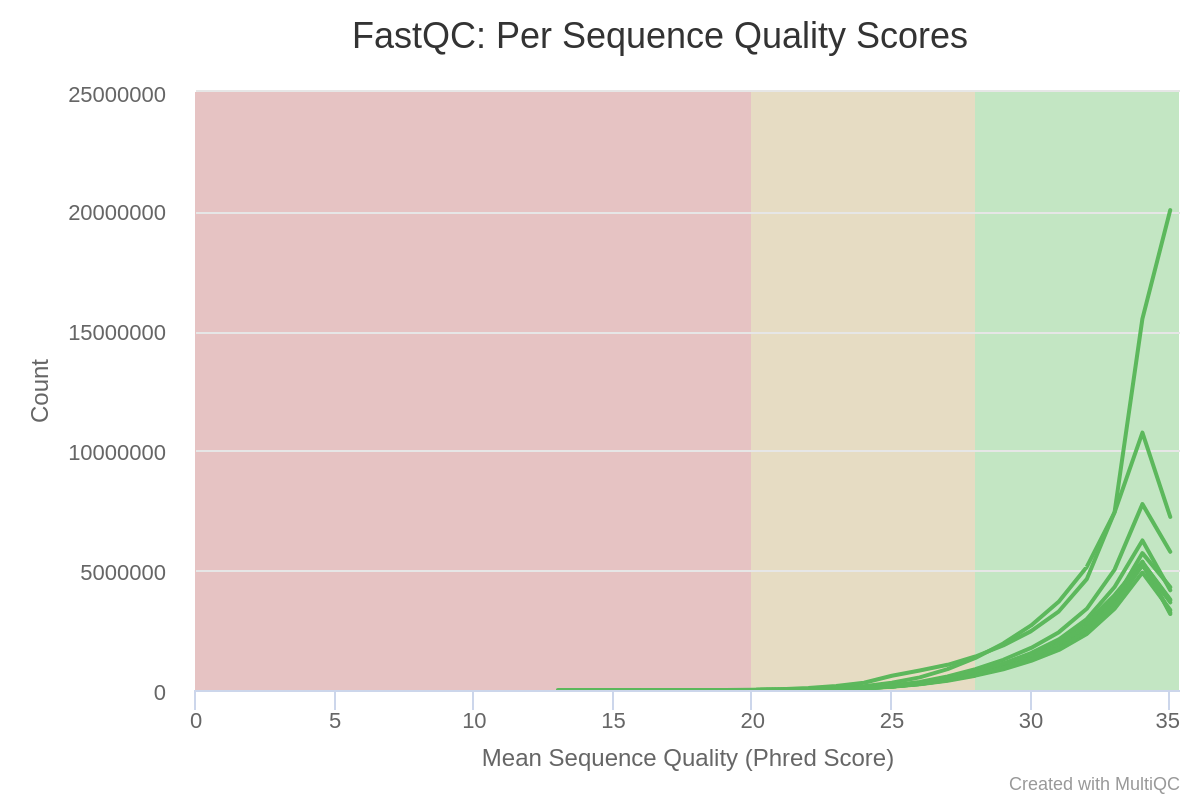 FastQC: Per Sequence Quality Scores
25000000
20000000
15000000
10000000
5000000
0
Count
0 5 10 15 20 25 30 35
Mean Sequence Quality (Phred Score)
Created with MultiQC